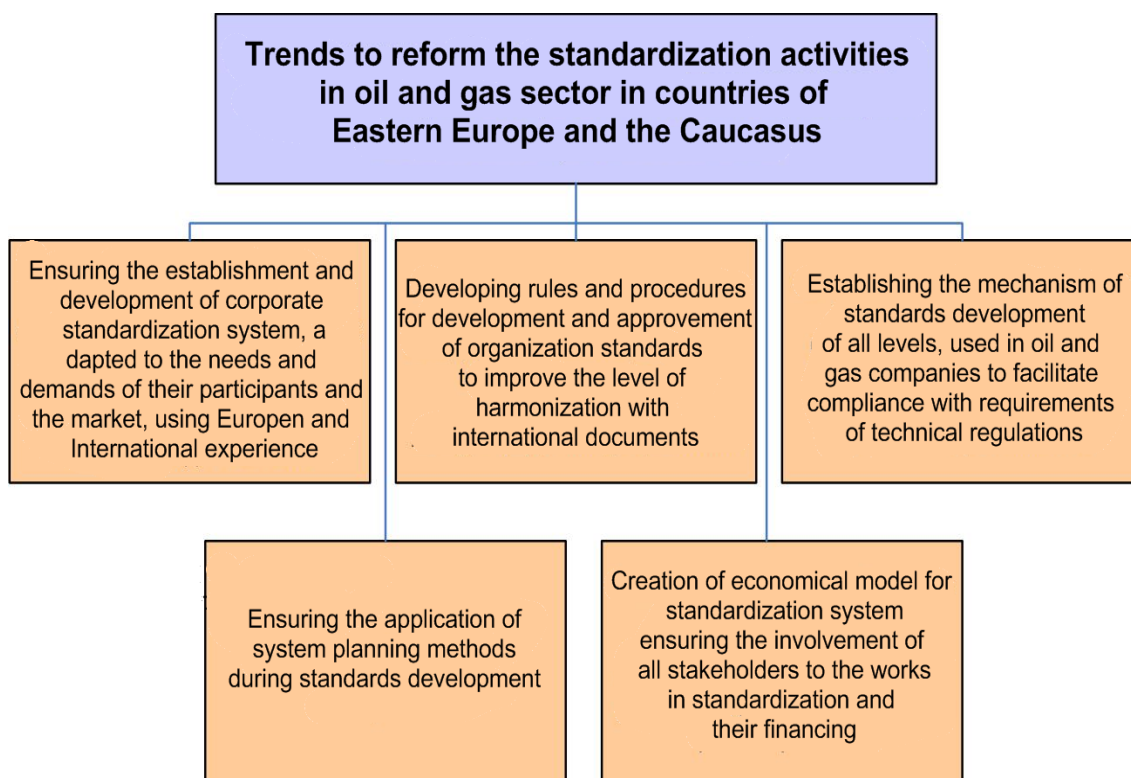 Trends to reform the standardization activities
in oil and gas sector in countries of
Eastern Europe and the Caucasus
Ensuring the establishment and
development of corporate
standardization system, a
dapted to the needs and
demands of their participants and
the market, using Europen and
International experience
Developing rules and procedures
for development and approvement
of organization standards
to improve the level of
harmonization with
international documents
Establishing the mechanism of
standards development
of all levels, used in oil and
gas companies to facilitate
compliance with requirements
of technical regulations
Ensuring the application of
system planning methods
during standards development
Creation of economical model for
standardization system
ensuring the involvement of
all stakeholders to the works
in standardization and
their financing